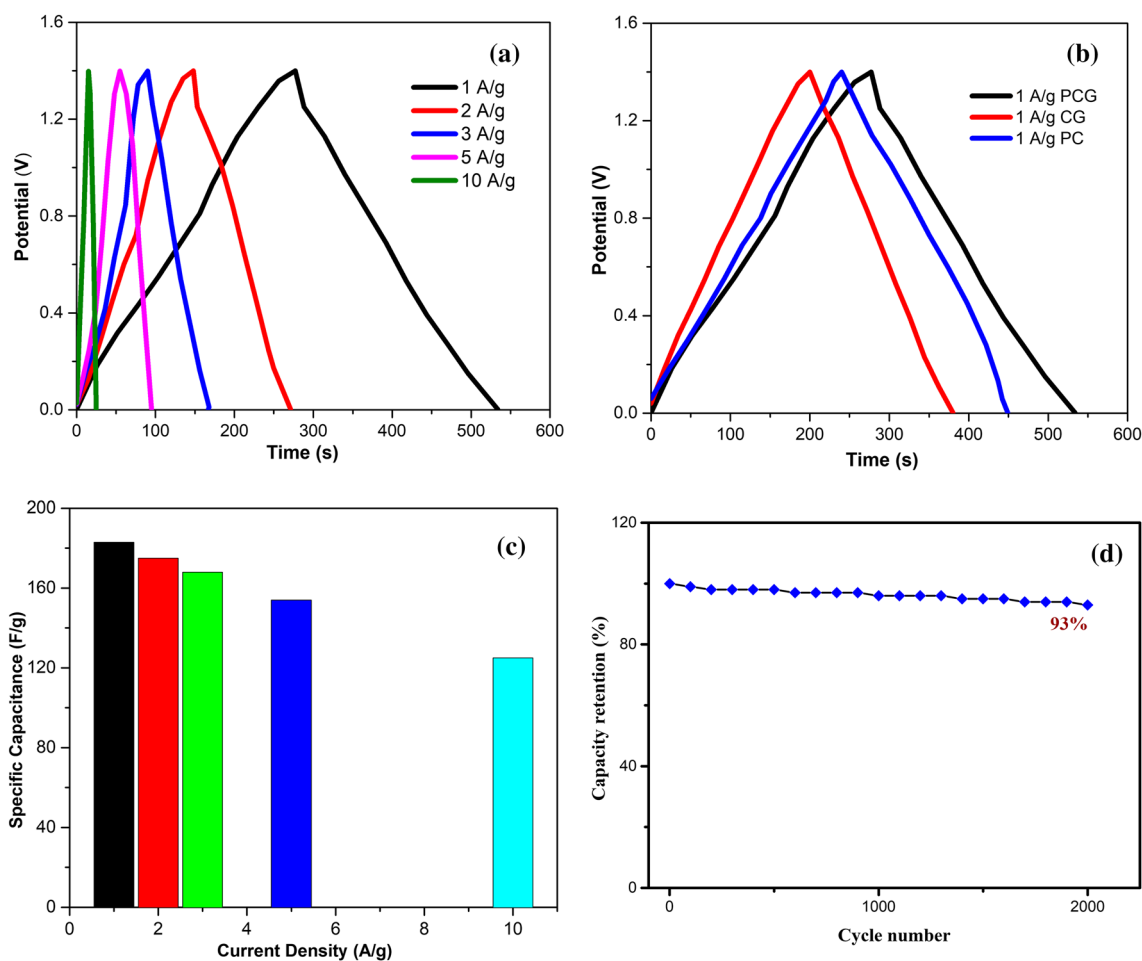 (a)
1 A/g
2 A/g
3 A/g
5 A/g
10 A/g
Potential (V)
1.6
1.2
0.8
0.4
0.0
0 100 200 300 400 500 600
Time (s)
(b)
1 A/g PCG
1 A/g CG
1 A/g PC
Potential (V)
1.6
1.2
0.8
0.4
0.0
0 100 200 300 400 500 600
Time (s)
(c)
Specific Capacitance (F/g)
200
160
120
80
40
0
0 2 4 6 8 10
Current Density (A/g)
(d)
93%
Capacity retention (%)
120
80
40
0
0 1000 2000
Cycle number